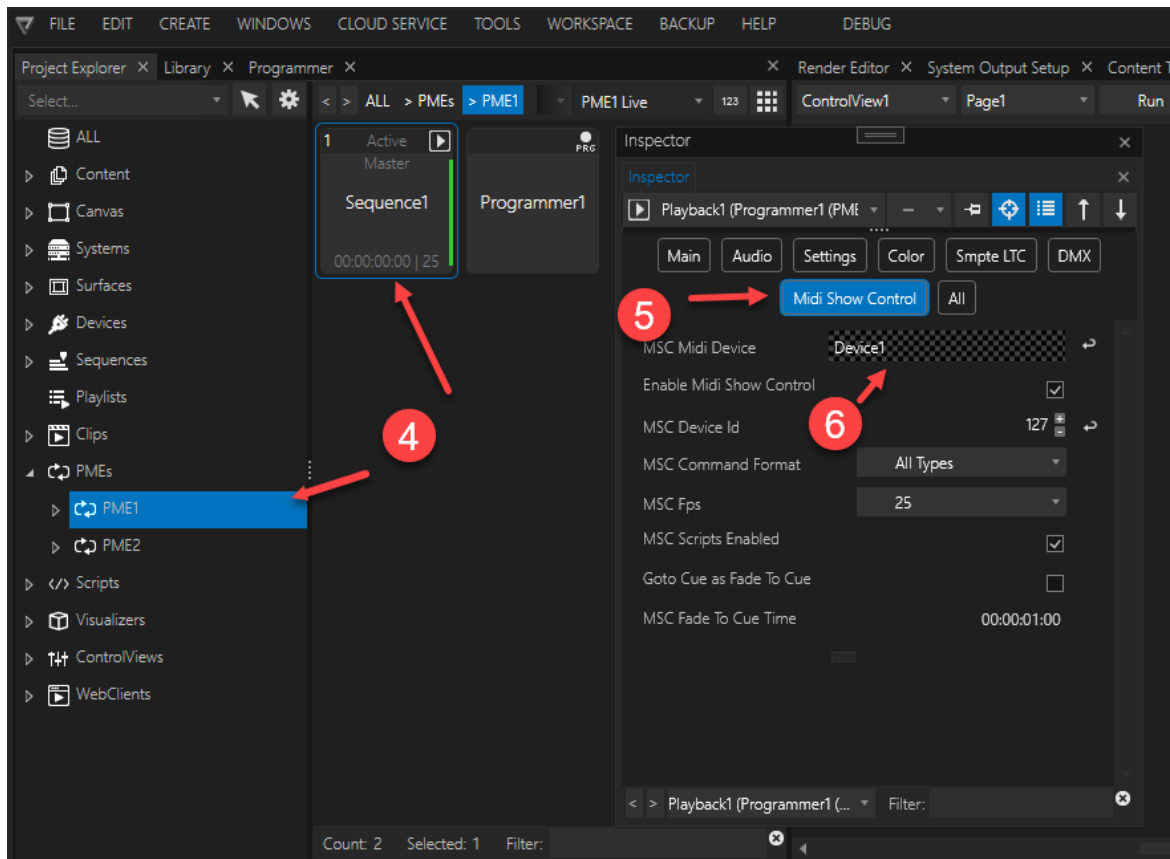 FILE EDIT CREATE WINDOWS CLOUD SERVICE TOOLS WORKSPACE BACKUP HELP DEBUG
Project Explorer Library Programmer Render Editor System Output Setup Content
Select... < > ALL > PMEs > PME1 PME1 Live 123 ControlView1 Page1 Run
ALL
Content
Canvas
Systems
Surfaces
Devices
Sequences
Playlists
Clips
PMEs
PME1
PME2
Scripts
Visualizers
ControlViews
WebClients
1 Active
Master
Sequence1
00:00:00:00 | 25
PRG
Programmer1
4
Inspector
Inspector
Playback1 (Programmer1 (PME
Main Audio Settings Color Smpte LTC DMX
5
Midi Show Control All
MSC Midi Device Device1
Enable Midi Show Control
6
MSC Device Id 127
MSC Command Format All Types
MSC Fps 25
MSC Scripts Enabled
Goto Cue as Fade To Cue
MSC Fade To Cue Time 00:00:01:00
< > Playback1 (Programmer1 (... Filter:
Count: 2 Selected: 1 Filter: